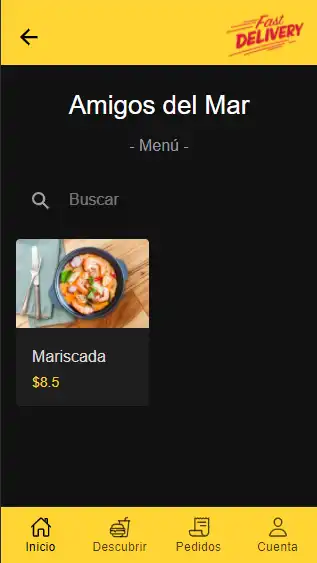 Fast
DELIVERY
Amigos del Mar
- Menú -
Buscar
Mariscada
$8.5
Inicio
Descubrir
Pedidos
Cuenta